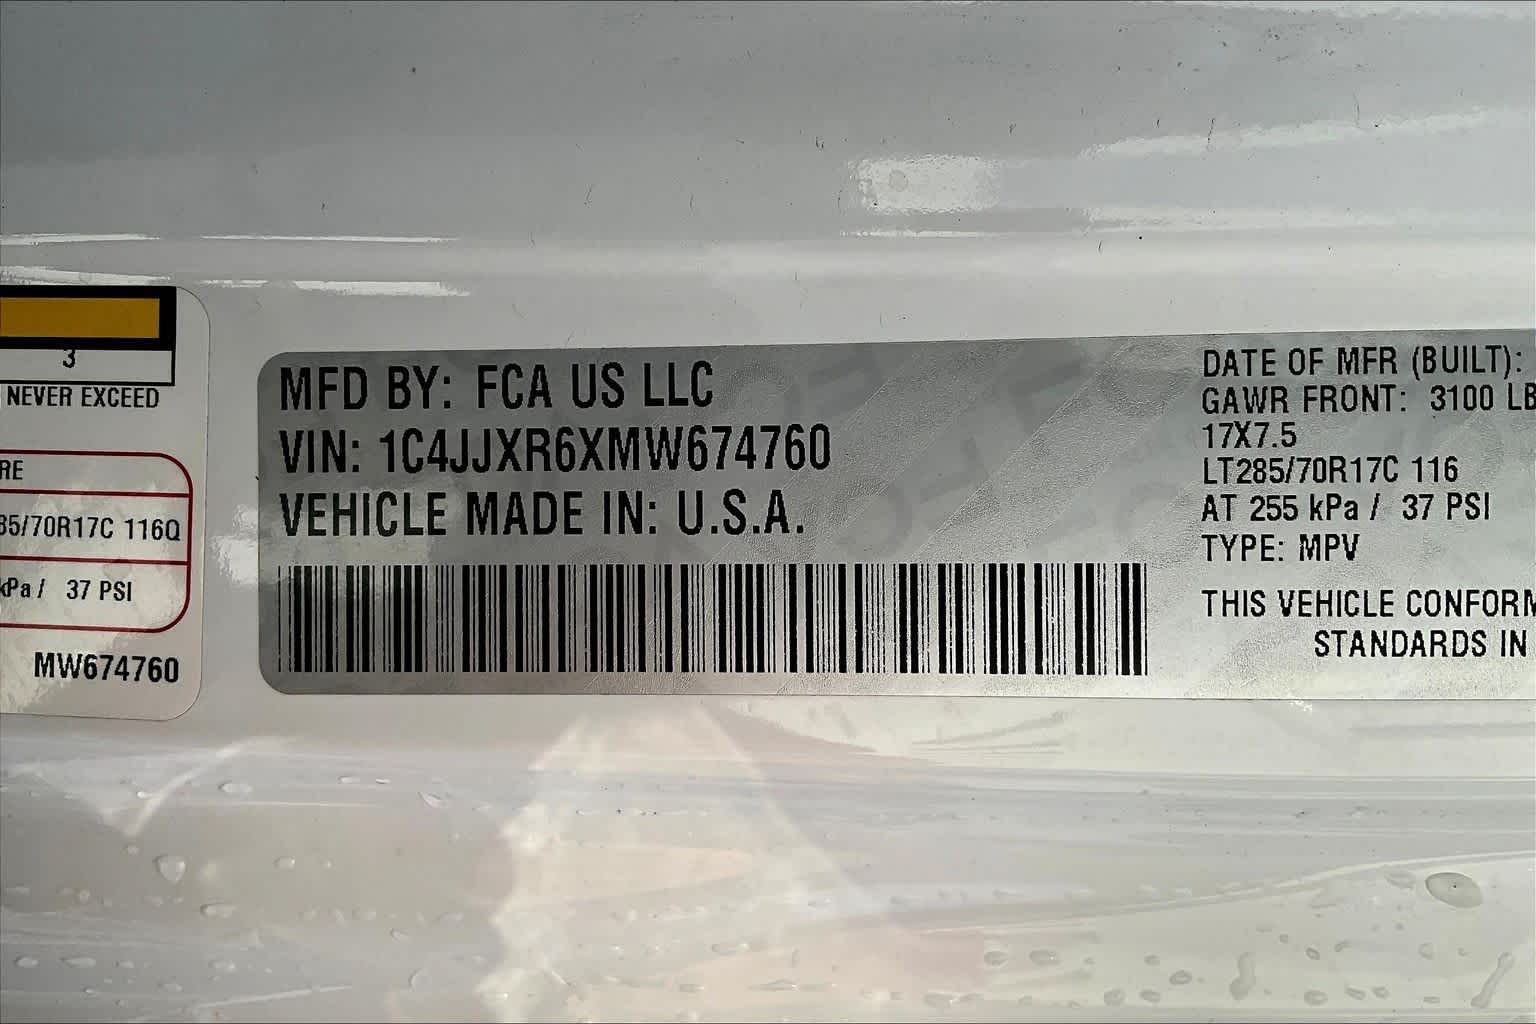 3
NEVER EXCEED
RE
85/70R17C 116Q
kPa / 37 PSI
MW674760
MFD BY: FCA US LLC
VIN: 1C4JJXR6XMW674760
VEHICLE MADE IN: U.S.A.
DATE OF MFR (BUILT):
GAWR FRONT: 3100 LB
17X7.5
LT285/70R17C 116
AT 255 kPa / 37 PSI
TYPE: MPV
THIS VEHICLE CONFORM
STANDARDS IN